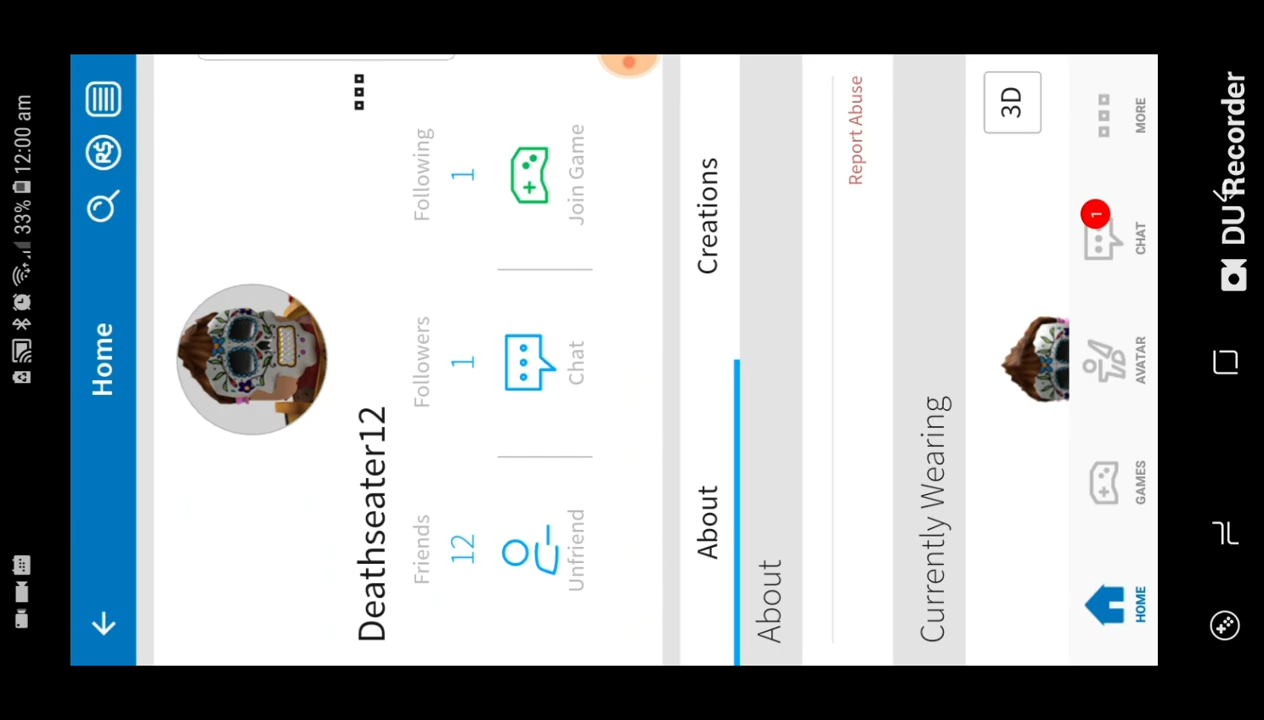 33% 12:00 am
Home
R$
Deathseater12
Friends Followers Following
12 1 1
Unfriend Chat Join Game
About Creations
About
Report Abuse
Currently Wearing
3D
1
HOME GAMES AVATAR CHAT MORE
DU Recorder